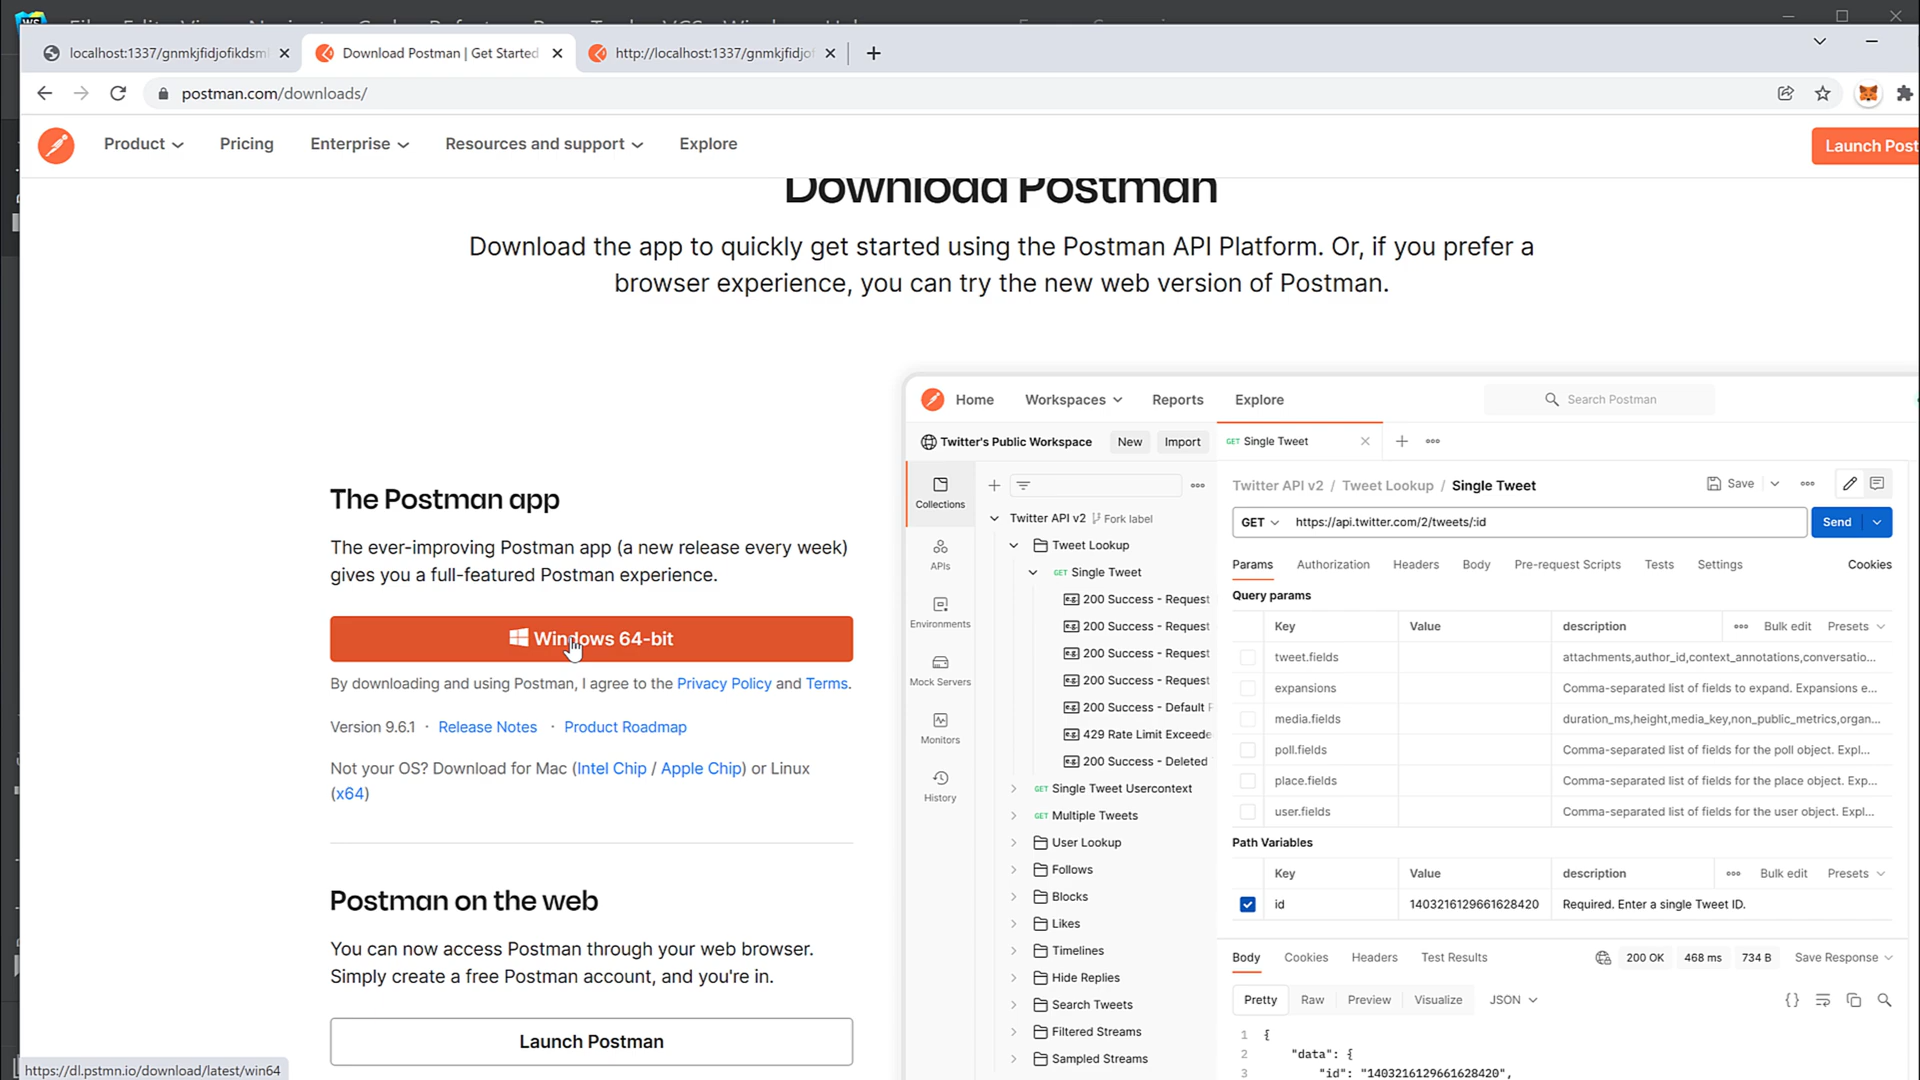 WS
localhost:1337/gnmkjfidjofikdsm
Download Postman | Get Started
http://localhost:1337/gnmkjfidjof
postman.com/downloads/
Product
Pricing
Enterprise
Resources and support
Explore
Launch Post
Download Postman
Download the app to quickly get started using the Postman API Platform. Or, if you prefer a
browser experience, you can try the new web version of Postman.
The Postman app
The ever-improving Postman app (a new release every week)
gives you a full-featured Postman experience.
Windows 64-bit
By downloading and using Postman, I agree to the Privacy Policy and Terms.
Version 9.6.1 · Release Notes · Product Roadmap
Not your OS? Download for Mac (Intel Chip / Apple Chip) or Linux
(x64)
Postman on the web
You can now access Postman through your web browser.
Simply create a free Postman account, and you're in.
Launch Postman
https://dl.pstmn.io/download/latest/win64
Home
Workspaces
Reports
Explore
Search Postman
Twitter's Public Workspace
New
Import
GET Single Tweet
Collections
APIs
Environments
Mock Servers
Monitors
History
Twitter API v2 Fork label
Tweet Lookup
GET Single Tweet
e.g. 200 Success - Request
e.g. 200 Success - Request
e.g. 200 Success - Request
e.g. 200 Success - Request
e.g. 200 Success - Default
e.g. 429 Rate Limit Exceede
e.g. 200 Success - Deleted
GET Single Tweet Usercontext
GET Multiple Tweets
User Lookup
Follows
Blocks
Likes
Timelines
Hide Replies
Search Tweets
Filtered Streams
Sampled Streams
Twitter API v2 / Tweet Lookup / Single Tweet
Save
GET https://api.twitter.com/2/tweets/:id
Send
Params Authorization Headers Body Pre-request Scripts Tests Settings Cookies
Query params
Key Value description Bulk edit Presets
tweet.fields attachments,author_id,context_annotations,conversatio...
expansions Comma-separated list of fields to expand. Expansions e...
media.fields duration_ms,height,media_key,non_public_metrics,organ...
poll.fields Comma-separated list of fields for the poll object. Expl...
place.fields Comma-separated list of fields for the place object. Exp...
user.fields Comma-separated list of fields for the user object. Expl...
Path Variables
Key Value description Bulk edit Presets
id 1403216129661628420 Required. Enter a single Tweet ID.
Body Cookies Headers Test Results 200 OK 468 ms 734 B Save Response
Pretty Raw Preview Visualize JSON {}
1 {
2 "data": {
3 "id": "1403216129661628420",